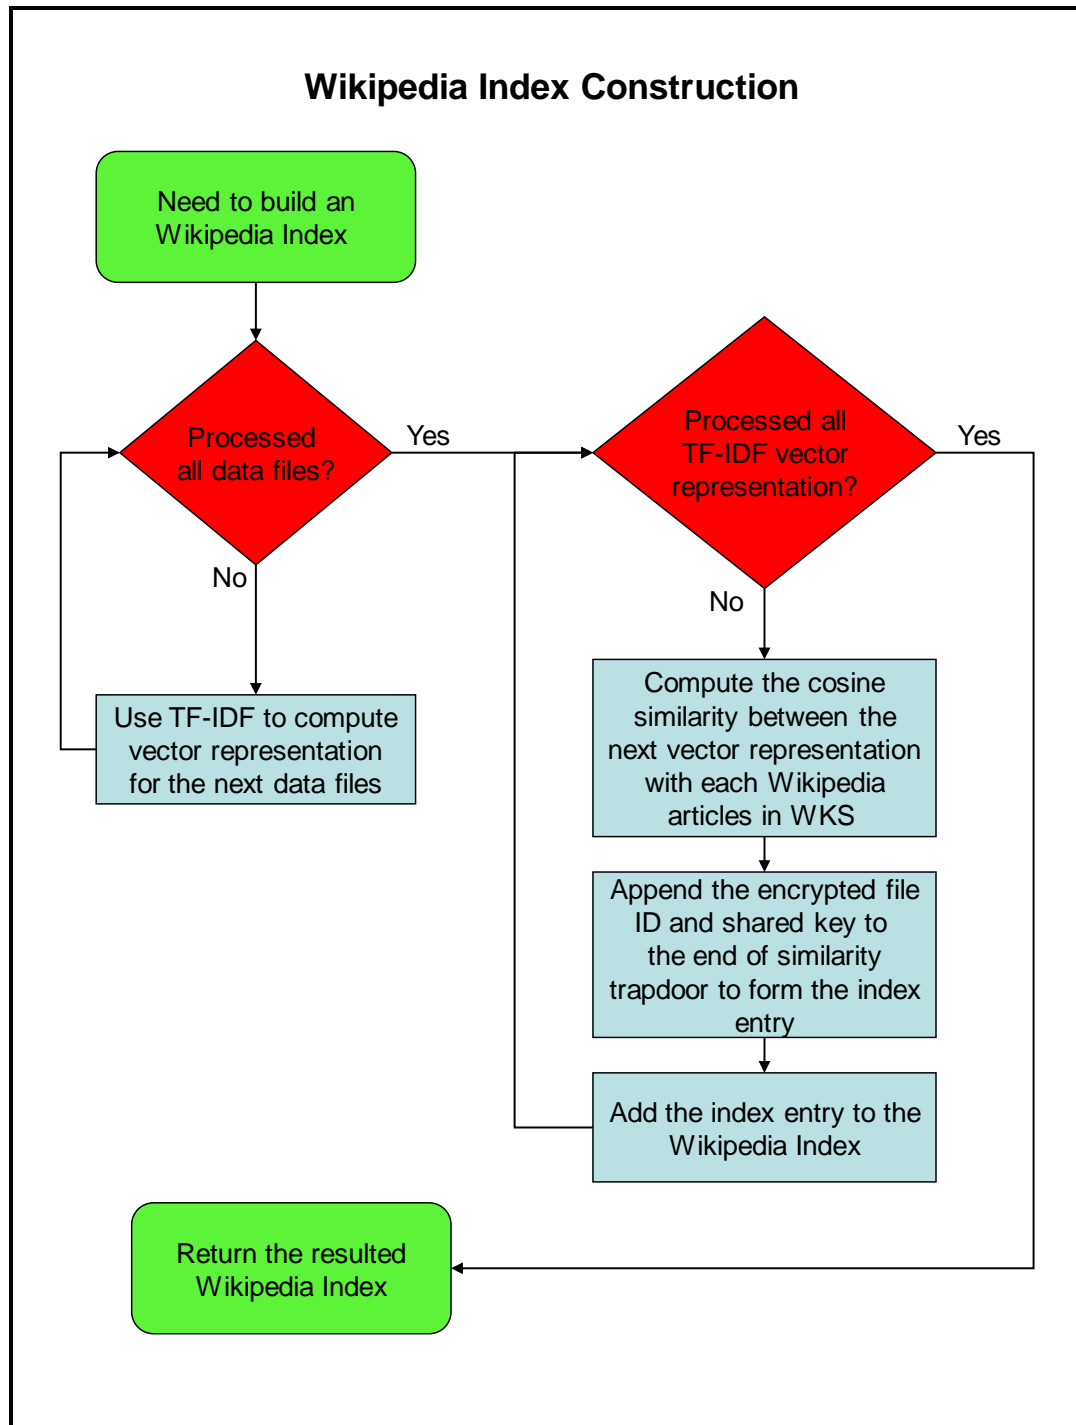 Wikipedia Index Construction
Need to build an
Wikipedia Index
Processed
all data files?
Yes
No
Use TF-IDF to compute
vector representation
for the next data files
Processed all
TF-IDF vector
representation?
Yes
No
Compute the cosine
similarity between the
next vector representation
with each Wikipedia
articles in WKS
Append the encrypted file
ID and shared key to
the end of similarity
trapdoor to form the index
entry
Add the index entry to the
Wikipedia Index
Return the resulted
Wikipedia Index